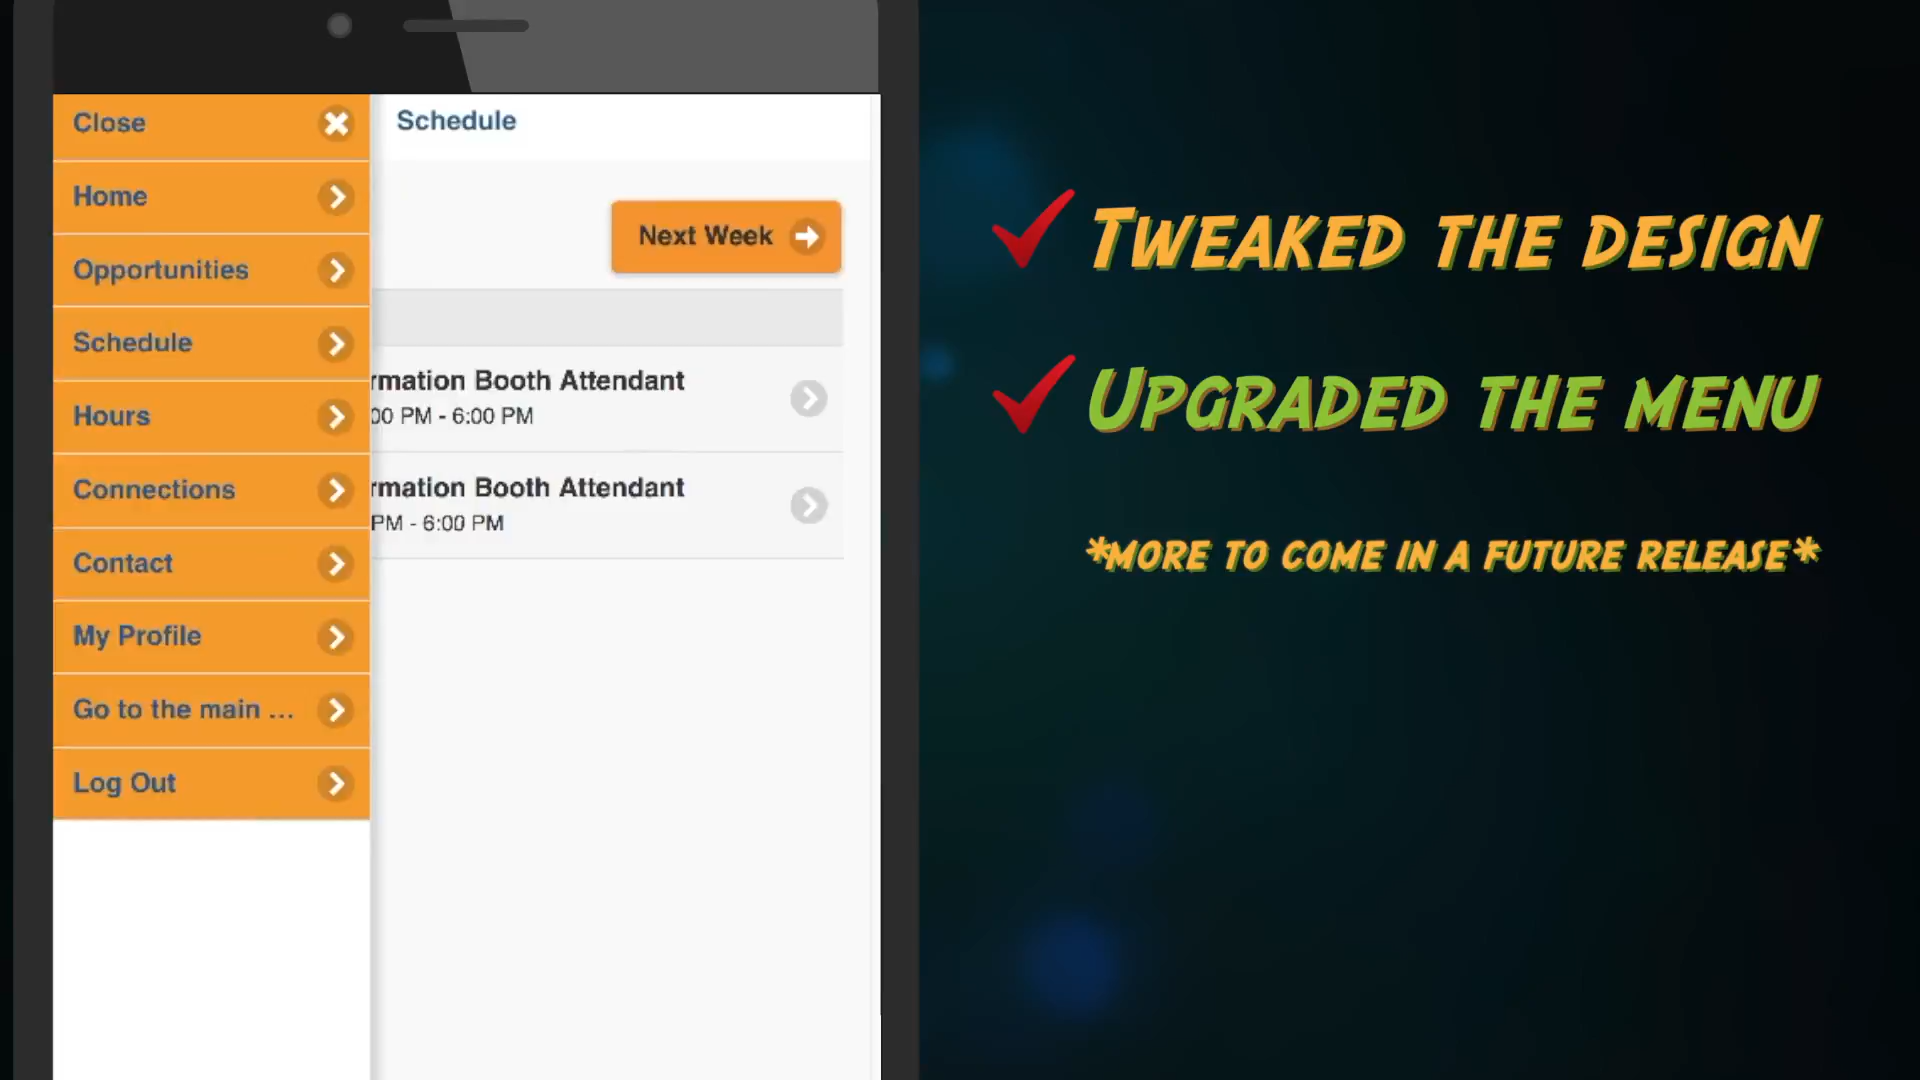 Close
Home
Opportunities
Schedule
Hours
Connections
Contact
My Profile
Go to the main ...
Log Out
Schedule
Next Week
rmation Booth Attendant
00 PM - 6:00 PM
rmation Booth Attendant
PM - 6:00 PM
TWEAKED THE DESIGN
UPGRADED THE MENU
*MORE TO COME IN A FUTURE RELEASE*